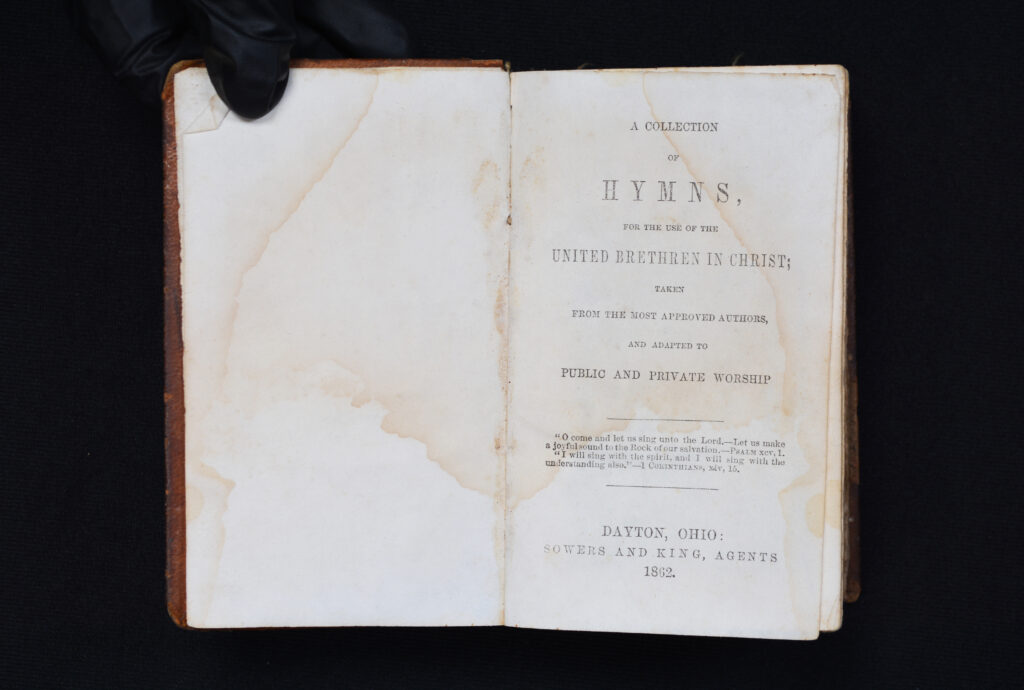 A COLLECTION
OF
HYMNS,
FOR THE USE OF THE
UNITED BRETHREN IN CHRIST;
TAKEN
FROM THE MOST APPROVED AUTHORS,
AND ADAPTED TO
PUBLIC AND PRIVATE WORSHIP
"O come and let us sing unto the Lord,—Let us make
a joyful sound to the Rock of our salvation.—PSALM XCV, 1.
"I will sing with the spirit, and I will sing with the
understanding also."—1 CORINTHIANS, XIV, 15.
DAYTON, OHIO:
SOWERS AND KING, AGENTS
1862.